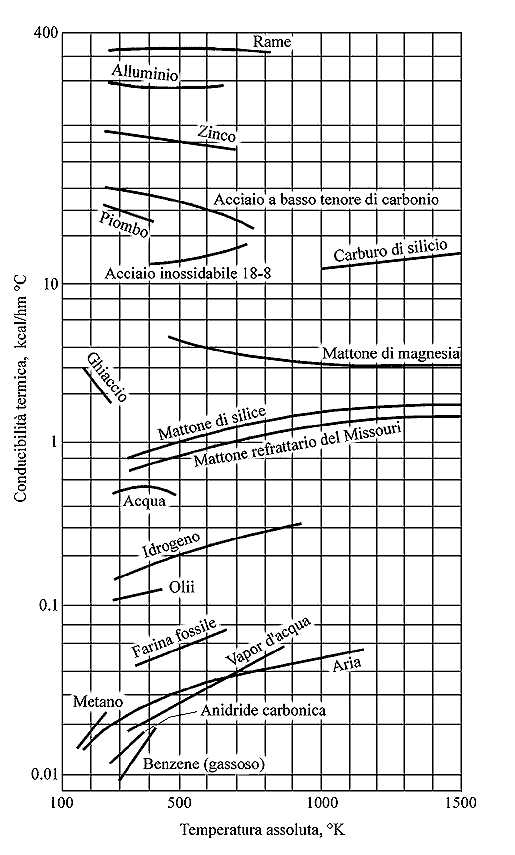 400
Rame
Alluminio
Zinco
Acciaio a basso tenore di carbonio
Piombo
Carburo di silicio
Acciaio inossidabile 18-8
10
Conducibilità termica, kcal/hm °C
Mattone di magnesia
Ghiaccio
Mattone di silice
1
Mattone refrattario del Missouri
Acqua
Idrogeno
Olii
0.1
Farina fossile
Vapor d'acqua
Aria
Metano
Anidride carbonica
Benzene (gassoso)
0.01
100 500 1000 1500
Temperatura assoluta, °K